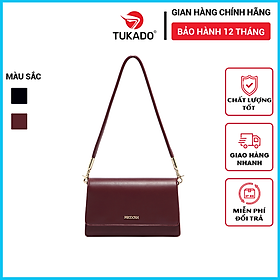 TUKADO
GIAN HÀNG CHÍNH HÃNG
BẢO HÀNH 12 THÁNG
MÀU SẮC
CHẤT LƯỢNG
TỐT
GIAO HÀNG
NHANH
MIỄN PHÍ
ĐỔI TRẢ